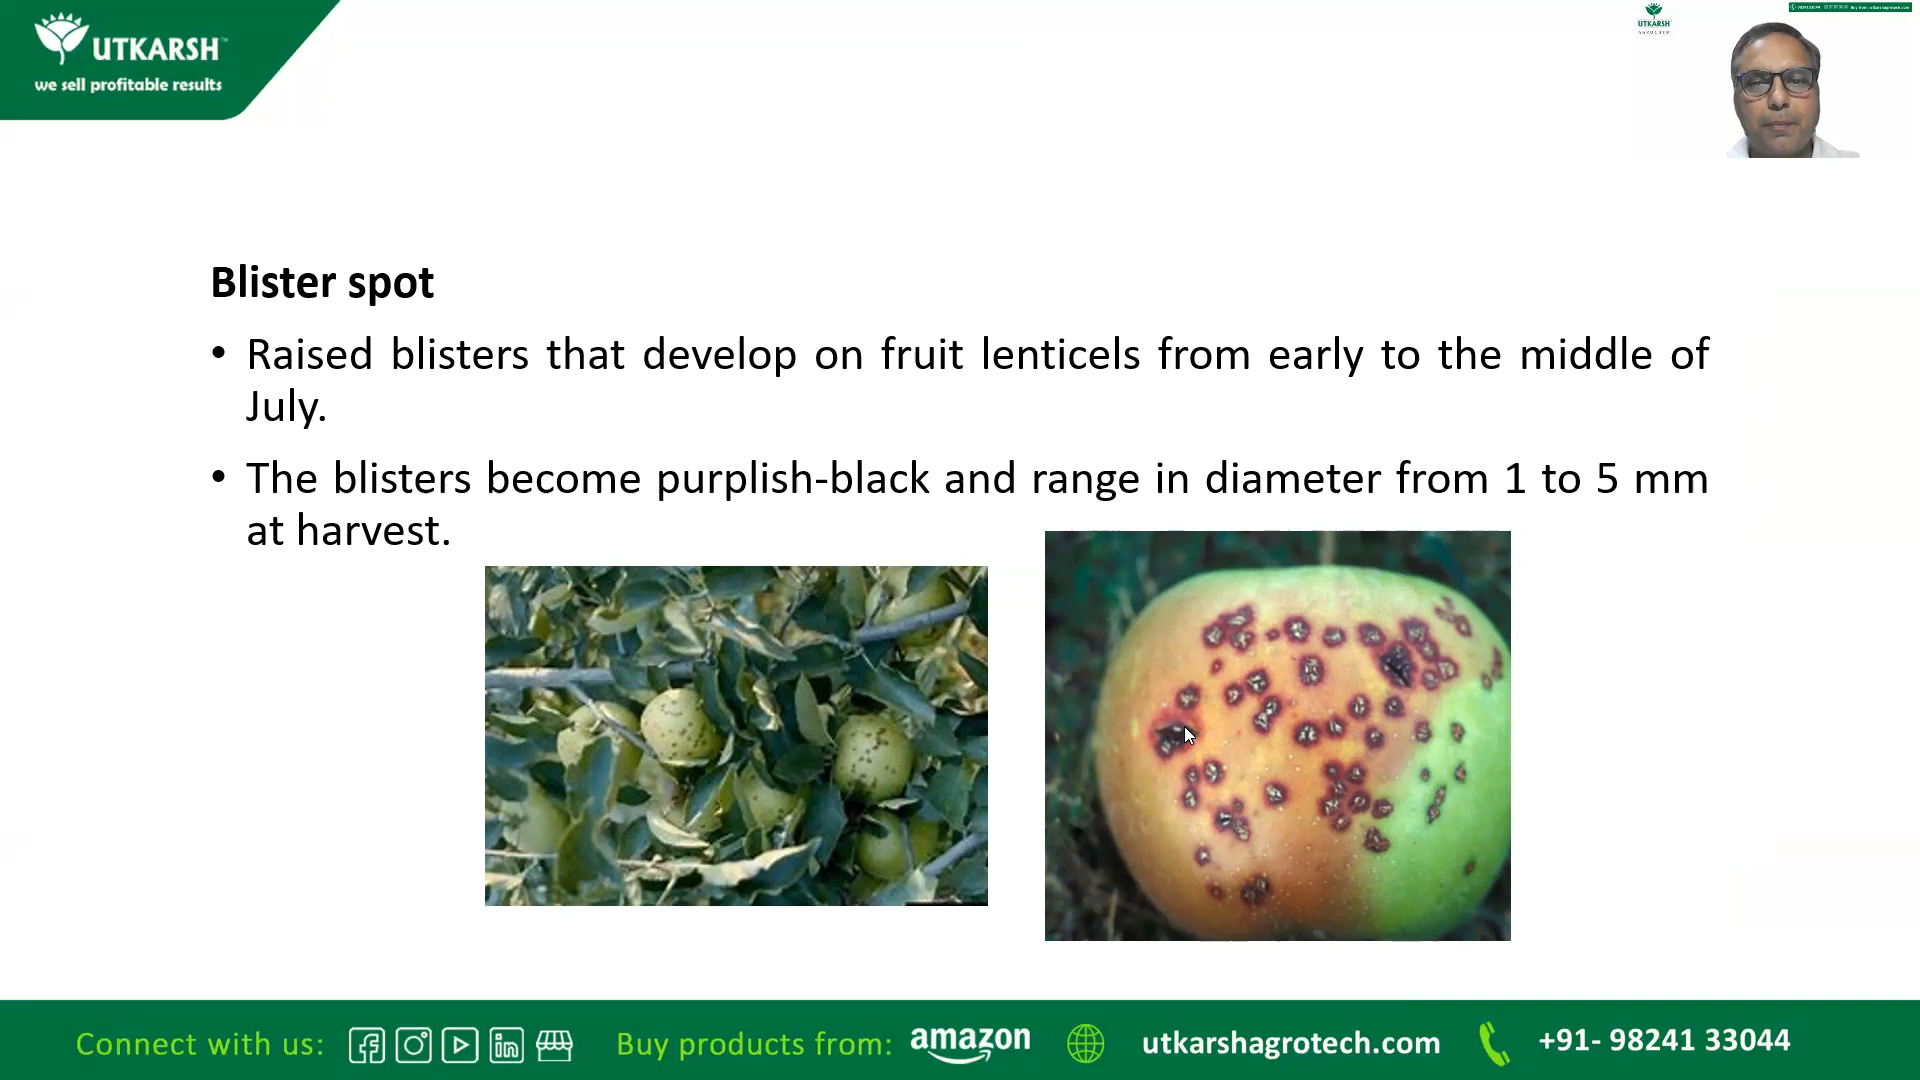 UTKARSH™
we sell profitable results
UTKARSH
AGROCHEM
Blister spot
• Raised blisters that develop on fruit lenticels from early to the middle of
July.
• The blisters become purplish-black and range in diameter from 1 to 5 mm
at harvest.
Connect with us:
Buy products from: amazon
utkarshagrotech.com
+91- 98241 33044